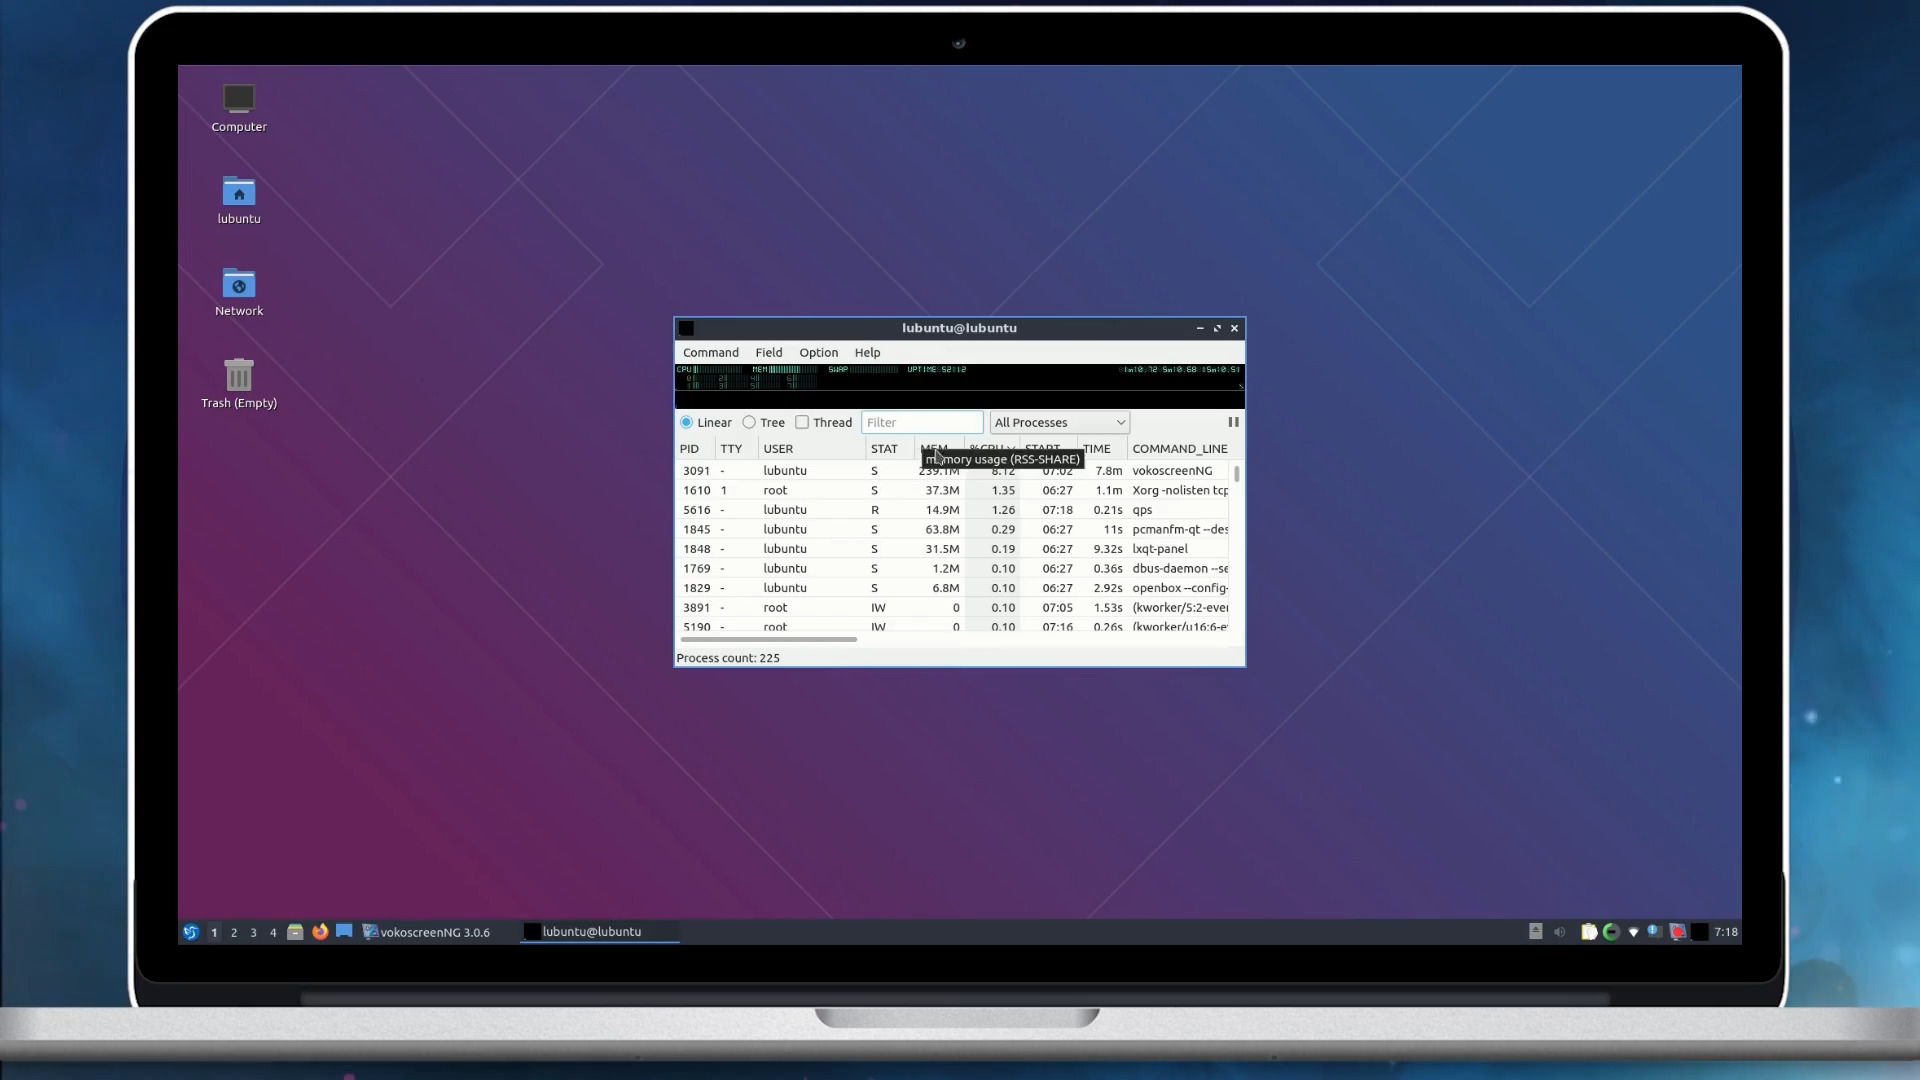 Computer
lubuntu
Network
Trash (Empty)
lubuntu@lubuntu
Command Field Option Help
CPU MEM SWAP UPTIME:52:12
Linear Tree Thread Filter All Processes
PID TTY USER STAT MEM %CPU START TIME COMMAND_LINE
memory usage (RSS-SHARE)
3091 - lubuntu S 239.1M 8.12 07:02 7.8m vokoscreenNG
1610 1 root S 37.3M 1.35 06:27 1.1m Xorg -nolisten tcp
5616 - lubuntu R 14.9M 1.26 07:18 0.21s qps
1845 - lubuntu S 63.8M 0.29 06:27 11s pcmanfm-qt --des
1848 - lubuntu S 31.5M 0.19 06:27 9.32s lxqt-panel
1769 - lubuntu S 1.2M 0.10 06:27 0.36s dbus-daemon --se
1829 - lubuntu S 6.8M 0.10 06:27 2.92s openbox --config-
3891 - root IW 0 0.10 07:05 1.53s (kworker/5:2-eve
5190 - root IW 0 0.10 07:16 0.26s (kworker/u16:6-e
Process count: 225
1 2 3 4 vokoscreenNG 3.0.6 lubuntu@lubuntu 7:18